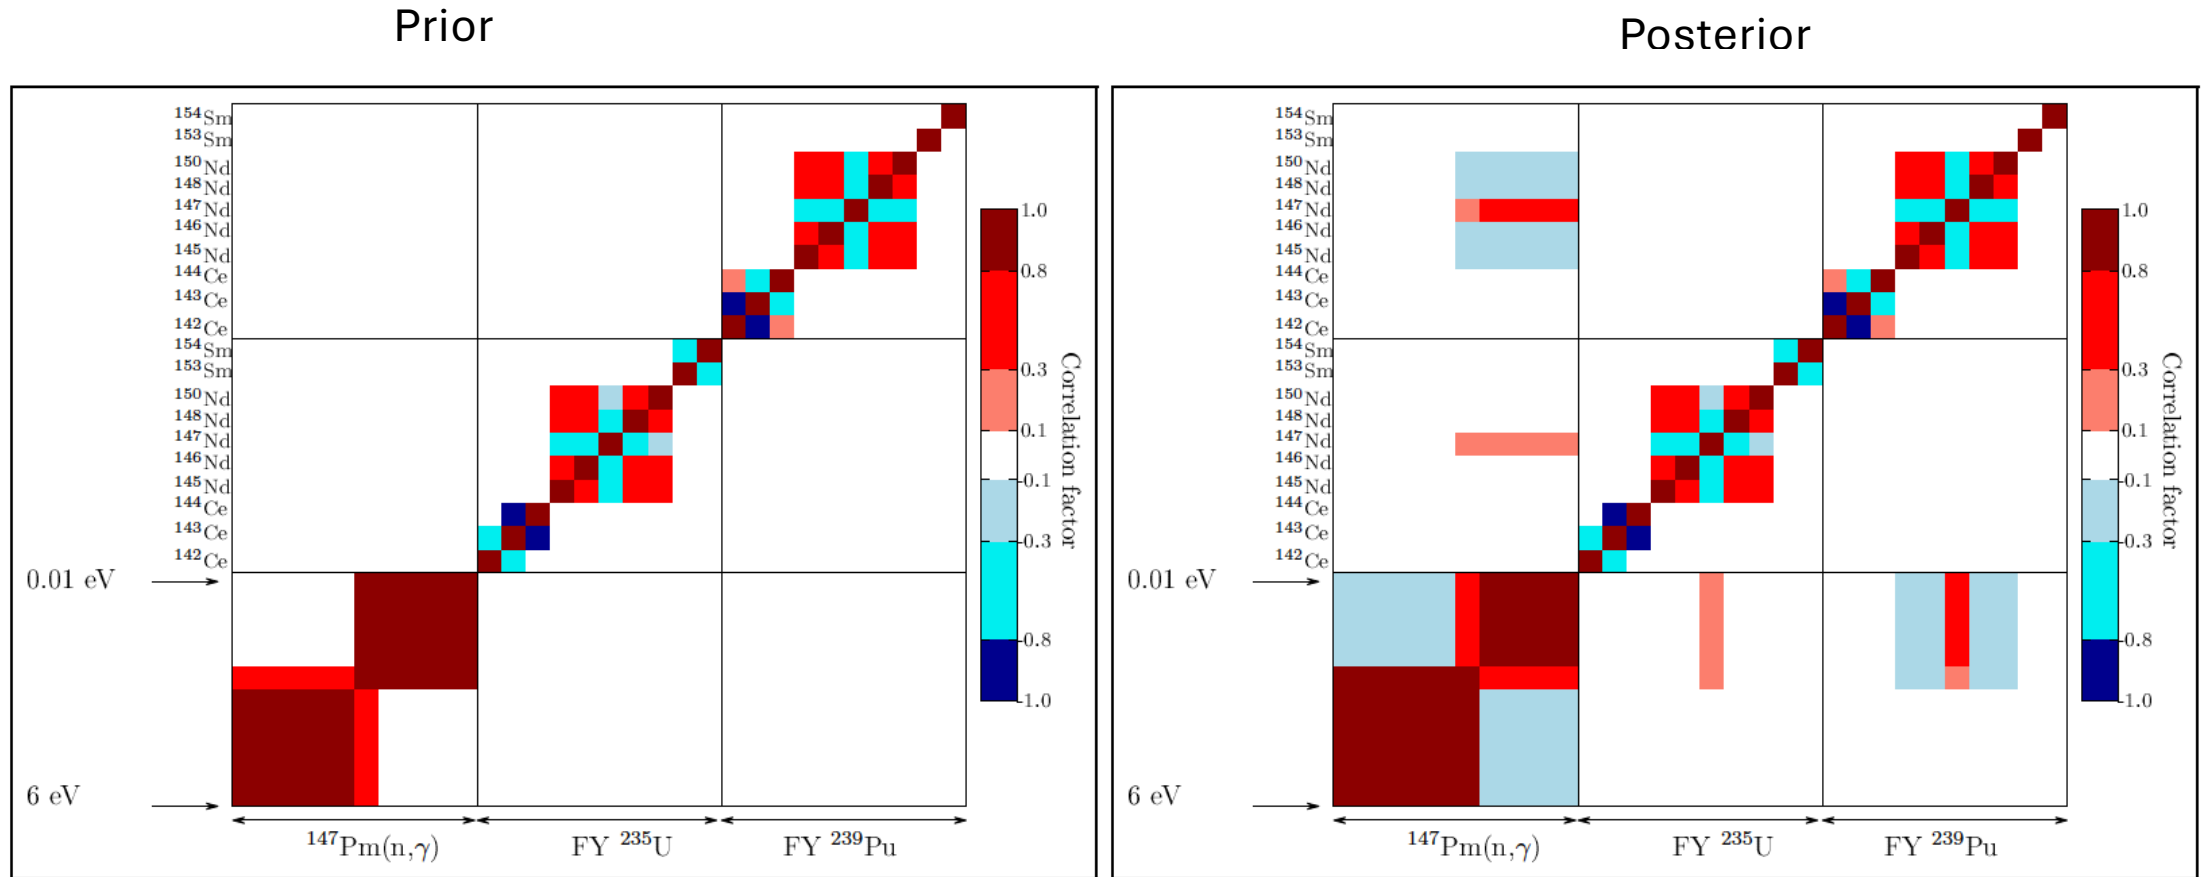 Prior
¹⁵⁴Sm
¹⁵³Sm
¹⁵⁰Nd
¹⁴⁸Nd
¹⁴⁷Nd
¹⁴⁶Nd
¹⁴⁵Nd
¹⁴⁴Ce
¹⁴³Ce
¹⁴²Ce
¹⁵⁴Sm
¹⁵³Sm
¹⁵⁰Nd
¹⁴⁸Nd
¹⁴⁷Nd
¹⁴⁶Nd
¹⁴⁵Nd
¹⁴⁴Ce
¹⁴³Ce
¹⁴²Ce
0.01 eV
6 eV
¹⁴⁷Pm(n,γ)
FY ²³⁵U
FY ²³⁹Pu
1.0
0.8
0.3
0.1
-0.1
-0.3
-0.8
-1.0
Correlation factor
Posterior
¹⁵⁴Sm
¹⁵³Sm
¹⁵⁰Nd
¹⁴⁸Nd
¹⁴⁷Nd
¹⁴⁶Nd
¹⁴⁵Nd
¹⁴⁴Ce
¹⁴³Ce
¹⁴²Ce
¹⁵⁴Sm
¹⁵³Sm
¹⁵⁰Nd
¹⁴⁸Nd
¹⁴⁷Nd
¹⁴⁶Nd
¹⁴⁵Nd
¹⁴⁴Ce
¹⁴³Ce
¹⁴²Ce
0.01 eV
6 eV
¹⁴⁷Pm(n,γ)
FY ²³⁵U
FY ²³⁹Pu
1.0
0.8
0.3
0.1
-0.1
-0.3
-0.8
-1.0
Correlation factor